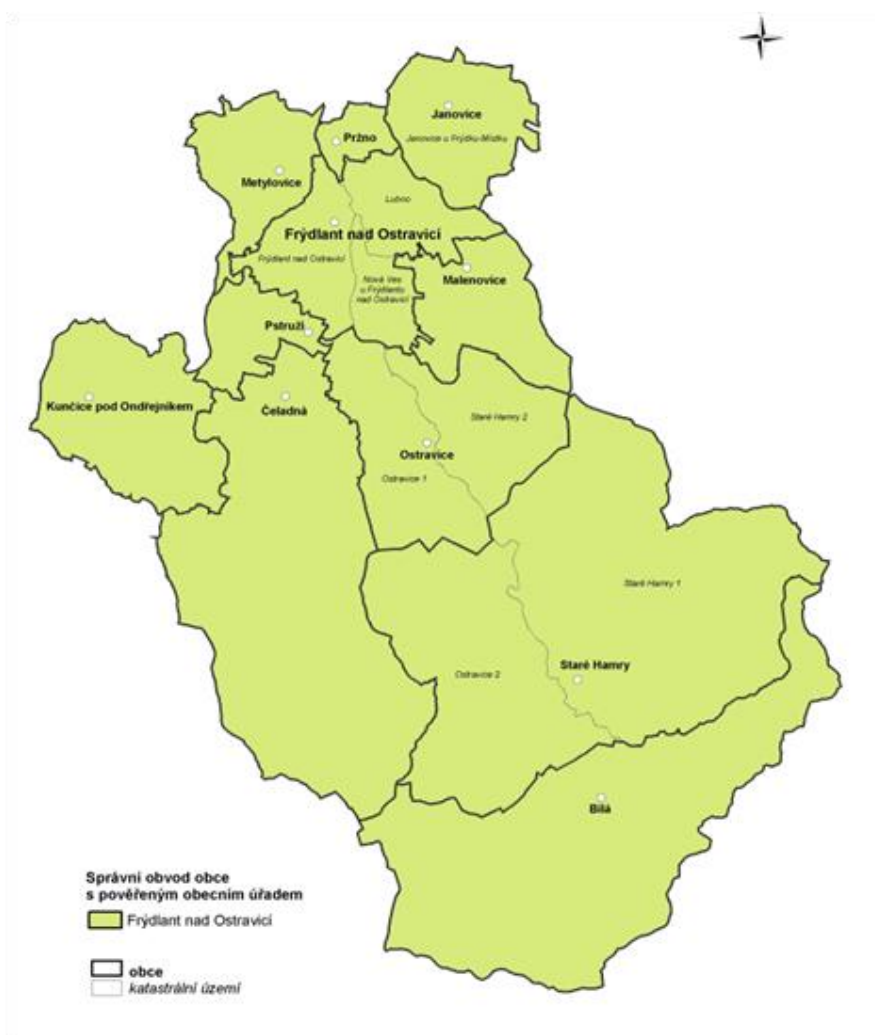 Janovice
Janovice u Frýdku-Místku
Pržno
Metylovice
Lubno
Frýdlant nad Ostravicí
Frýdlant nad Ostravicí
Nová Ves
u Frýdlantu
nad Ostravicí
Malenovice
Pstruží
Kunčice pod Ondřejníkem
Čeladná
Staré Hamry 2
Ostravice
Ostravice 1
Staré Hamry 1
Staré Hamry
Ostravice 2
Bílá
Správní obvod obce
s pověřeným obecním úřadem
Frýdlant nad Ostravicí
obce
katastrální území